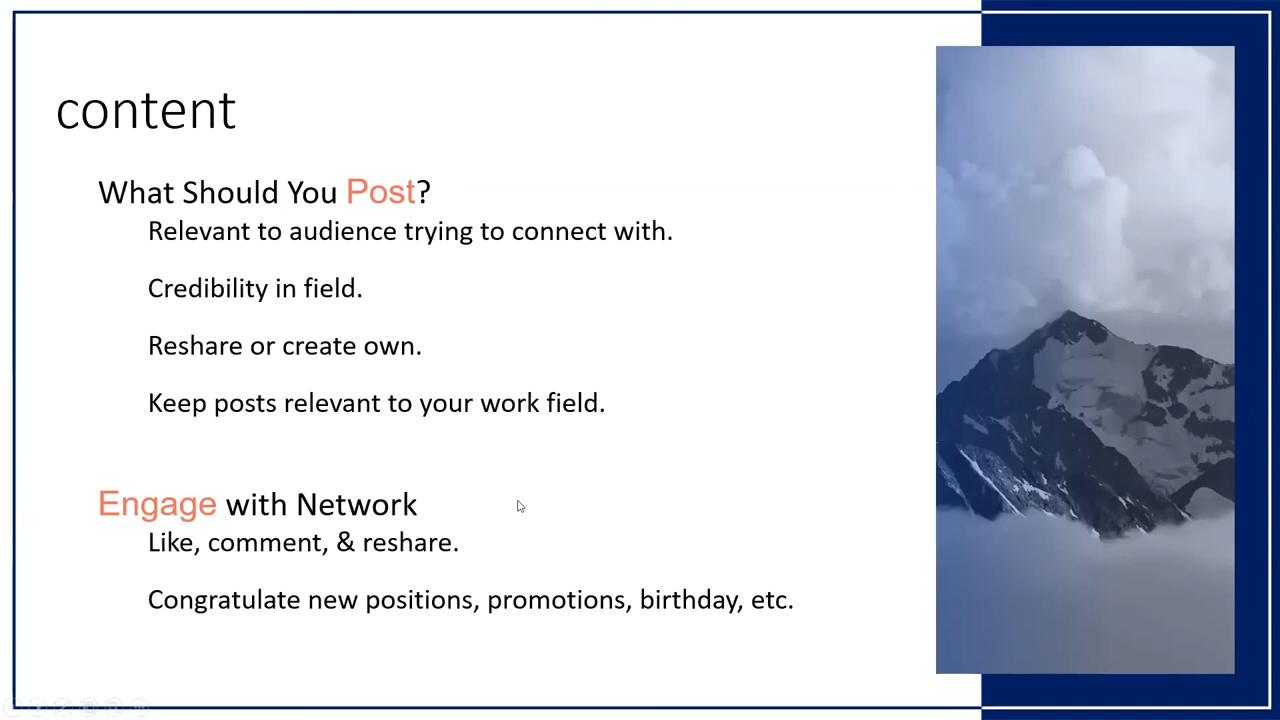 content
What Should You Post?
Relevant to audience trying to connect with.
Credibility in field.
Reshare or create own.
Keep posts relevant to your work field.
Engage with Network
Like, comment, & reshare.
Congratulate new positions, promotions, birthday, etc.